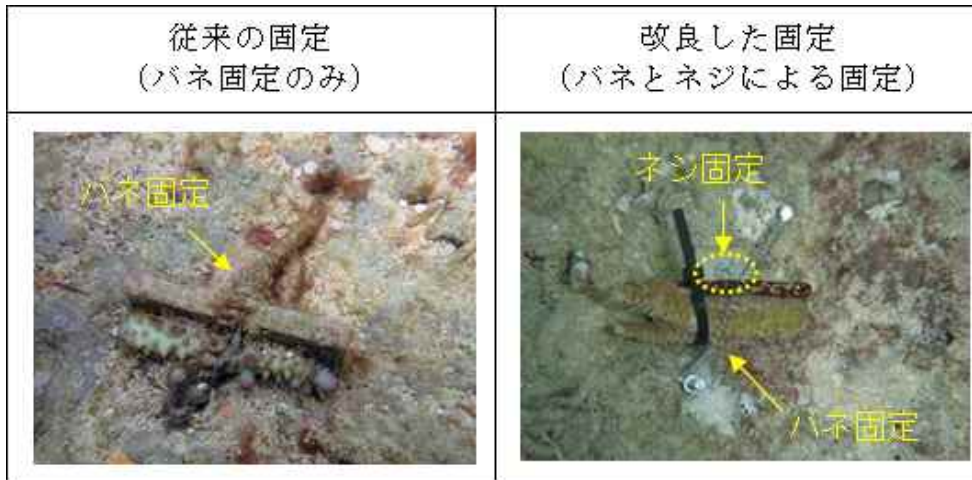 従来の固定
(バネ固定のみ)
改良した固定
(バネとネジによる固定)
バネ固定
ネジ固定
バネ固定